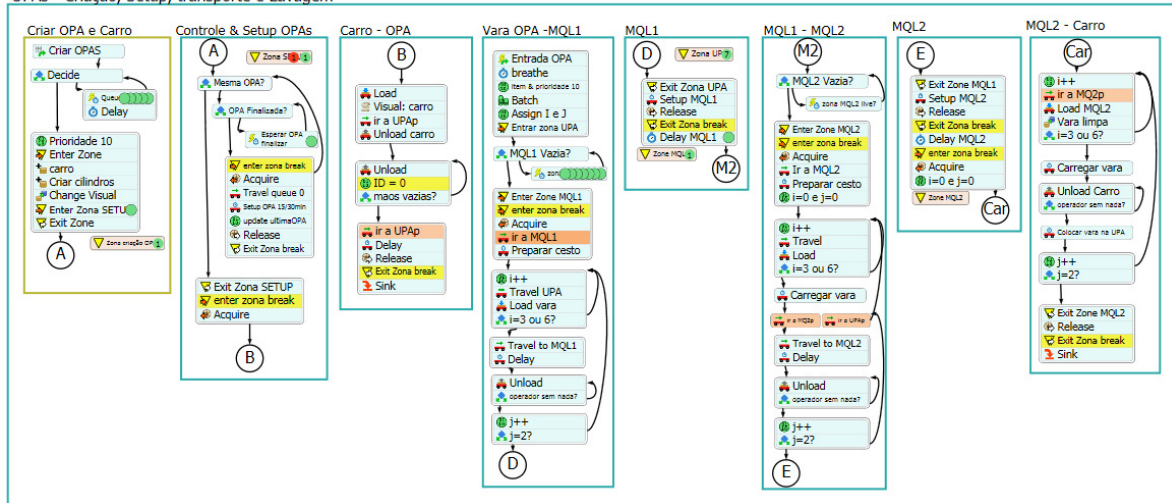 OPAS - Criação, Setup, transporte e Lavagem
Criar OPA e Carro
Criar OPAS
Decide
Delay
Prioridade 10
Enter Zone
carro
Criar cilindros
Change Visual
Enter Zona SETU
Exit Zone
Zona criação OP 1
A
Controle & Setup OPAs
A
Zona S
1
Mesma OPA?
OPA Finalizada?
Esperar OPA
finalizar
enter zona break
Acquire
Travel queue 0
Setup OPA 15/30min
update ultimaOPA
Release
Exit Zona break
Exit Zona SETUP
enter zona break
Acquire
B
Carro - OPA
B
Load
Visual: carro
ir a UPAp
Unload carro
Unload
ID = 0
maos vazias?
ir a UPAp
Delay
Release
Exit Zona break
Sink
Vara OPA -MQL1
Entrada OPA
breathe
Item & prioridade 10
Batch
Assign I e J
Entrar zona UPA
MQL1 Vazia?
Enter Zone MQL1
enter zona break
Acquire
ir a MQL1
Preparar cesto
i++
Travel UPA
Load vara
i=3 ou 6?
Travel to MQL1
Delay
Unload
operador sem nada?
j++
j=2?
D
MQL1
D
Zona UP 7
Exit Zone UPA
Setup MQL1
Release
Exit Zona break
Delay MQL1
Zone MQL 1
M2
MQL1 - MQL2
M2
MQL2 Vazia?
zona MQL2 live?
Enter Zone MQL2
enter zona break
Acquire
Ir a MQL2
Preparar cesto
i=0 e j=0
i++
Travel
Load
i=3 ou 6?
Carregar vara
ir a MQ2p
ir a UPAp
Travel to MQL2
Delay
Unload
operador sem nada?
j++
j=2?
E
MQL2
E
Exit Zone MQL1
Setup MQL2
Release
Exit Zona break
Delay MQL2
enter zona break
Acquire
i=0 e j=0
Zone MQL2
Car
MQL2 - Carro
Car
i++
ir a MQ2p
Load MQL2
Vara limpa
i=3 ou 6?
Carregar vara
Unload Carro
operador sem nada?
Colocar vara na UPA
j++
j=2?
Exit Zone MQL2
Release
Exit Zona break
Sink